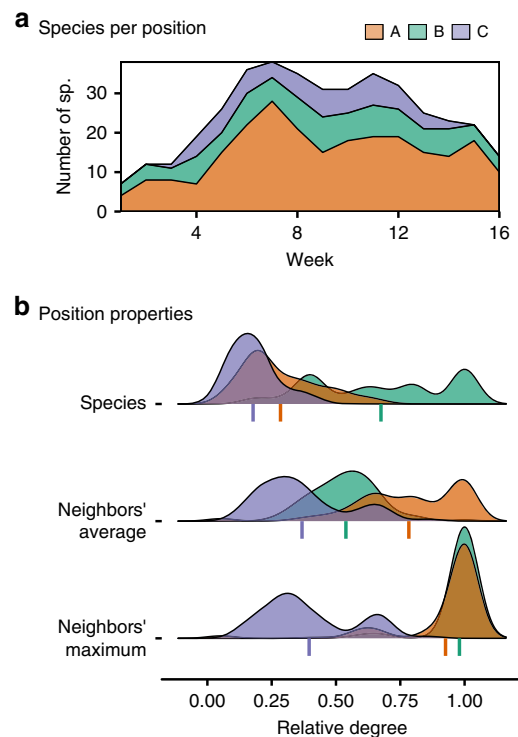 a Species per position
A B C
Number of sp.
30
20
10
0
4 8 12 16
Week
b Position properties
Species
Neighbors'
average
Neighbors'
maximum
0.00 0.25 0.50 0.75 1.00
Relative degree